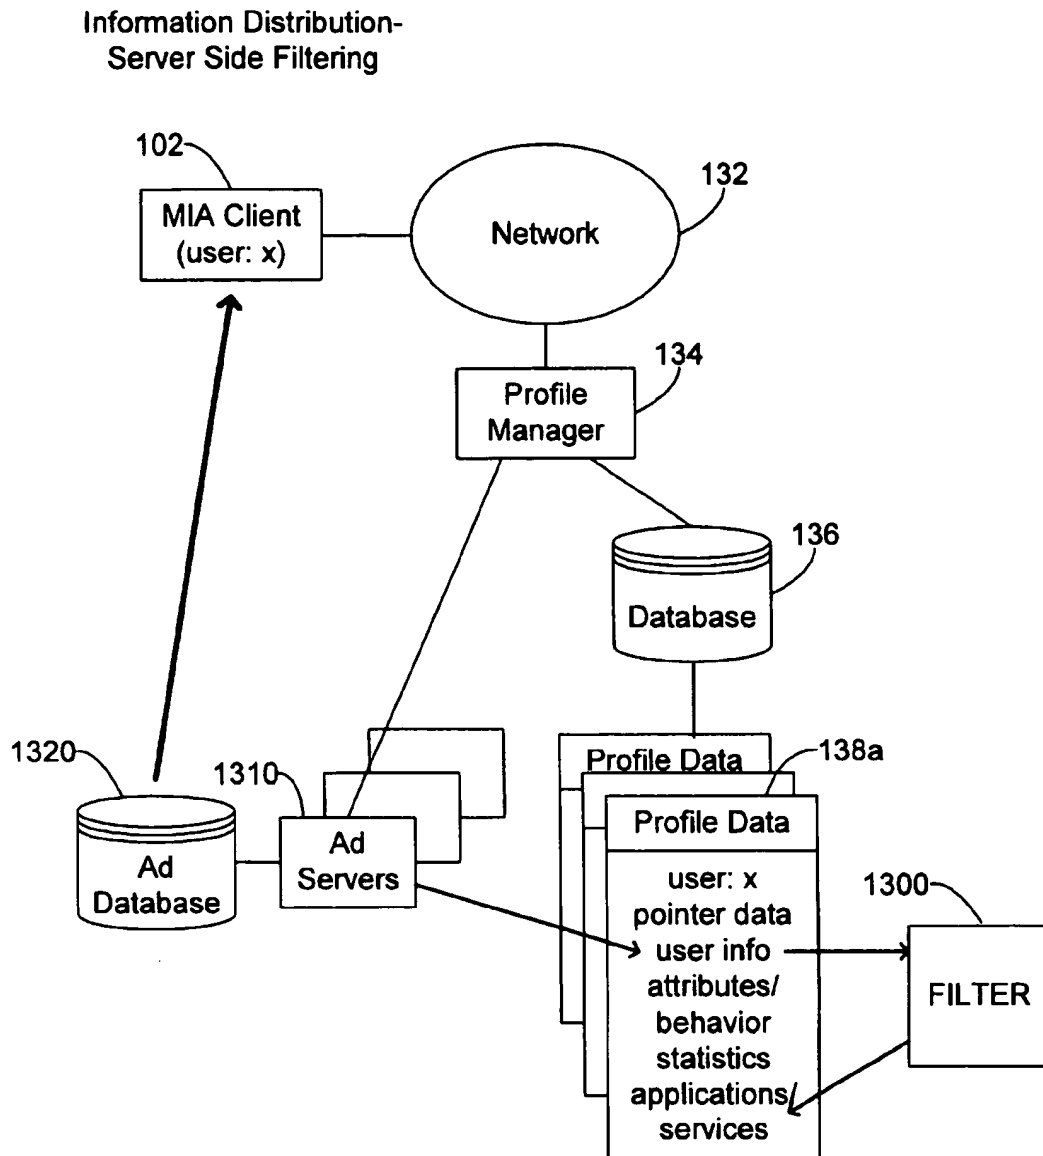 Information Distribution-
Server Side Filtering
102
MIA Client
(user: x)
Network
132
134
Profile
Manager
136
Database
1320
Ad
Database
1310
Ad
Servers
Profile Data
138a
Profile Data
user: x
pointer data
user info
attributes/
behavior
statistics
applications/
services
1300
FILTER